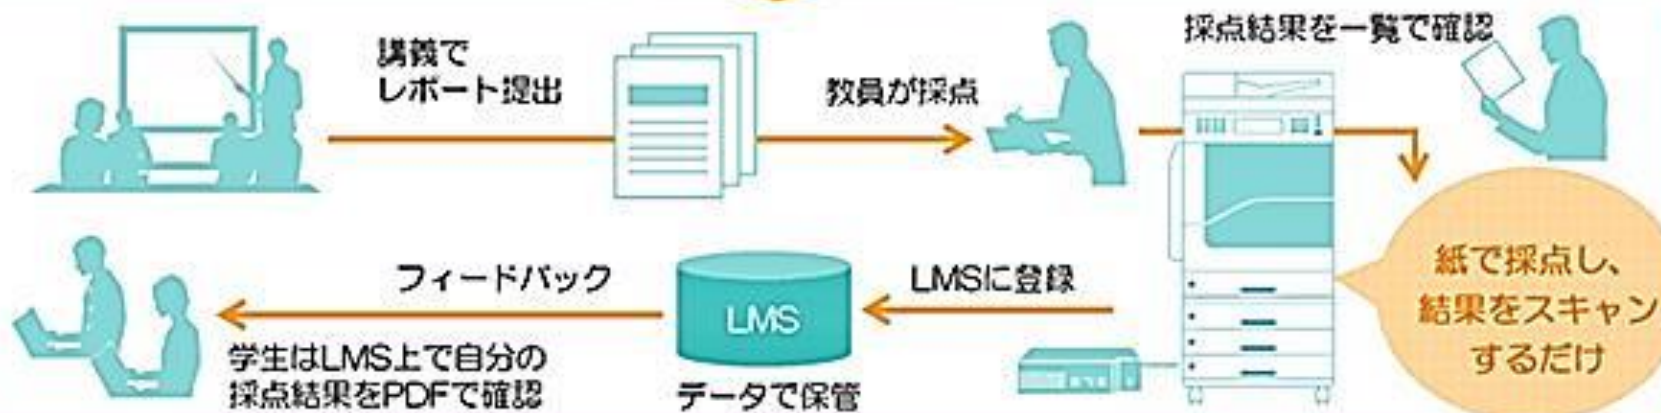 講義で
レポート提出
教員が採点
採点結果を一覧で確認
紙で採点し、
結果をスキャン
するだけ
LMSに登録
LMS
データで保管
フィードバック
学生はLMS上で自分の
採点結果をPDFで確認